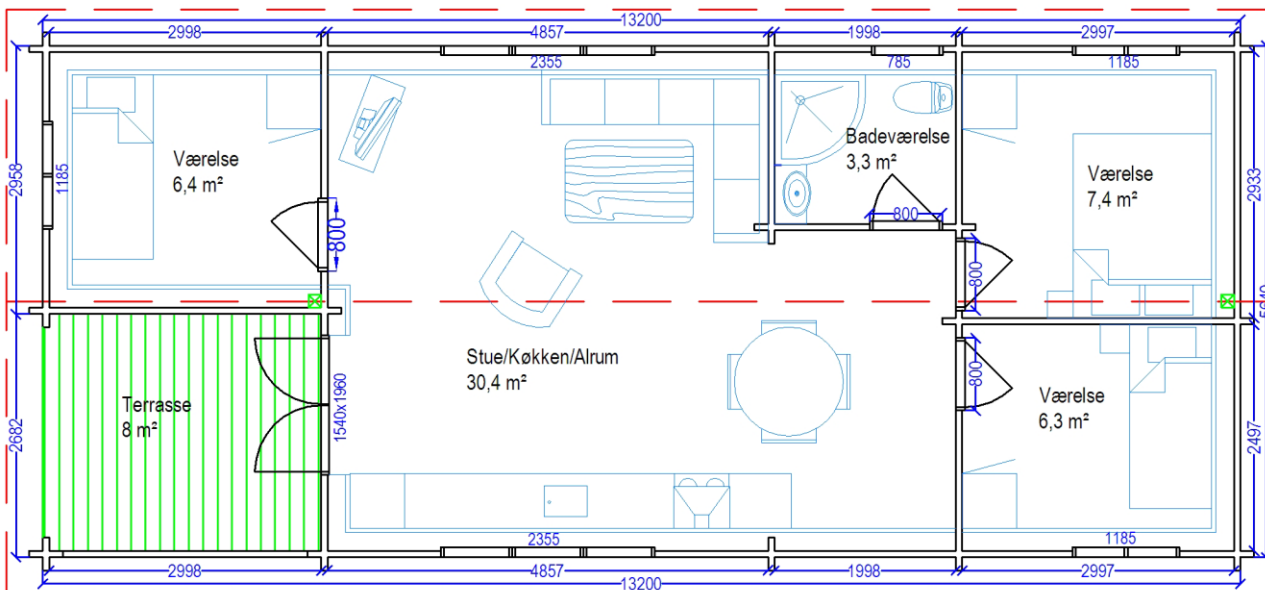 13200
2998
4857
1998
2997
2355
785
1185
Værelse
6,4 m²
2958
1185
800
Badeværelse
3,3 m²
800
Værelse
7,4 m²
2933
800
5640
Stue/Køkken/Alrum
30,4 m²
1540x1960
Terrasse
8 m²
2682
800
Værelse
6,3 m²
2497
2355
1185
2998
4857
1998
2997
13200